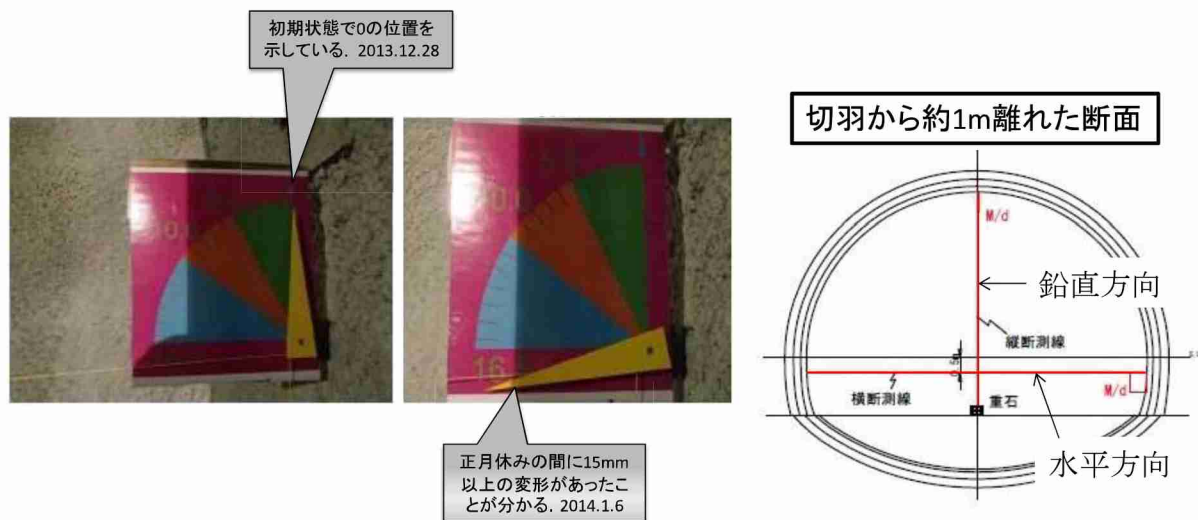 初期状態で0の位置を
示している. 2013.12.28
16
正月休みの間に15mm
以上の変形があったこ
とが分かる. 2014.1.6
切羽から約1m離れた断面
M/d
鉛直方向
縦断測線
横断測線
M/d
重石
水平方向